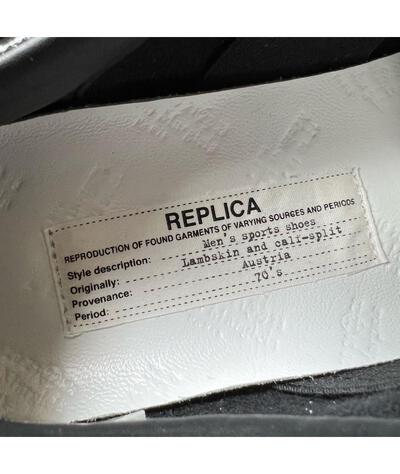 REPLICA
REPRODUCTION OF FOUND GARMENTS OF VARYING SOURCES AND PERIODS
Style description: Men's sports shoes
Originally: Lambskin and calf-split
Provenance: Austria
Period: 70's